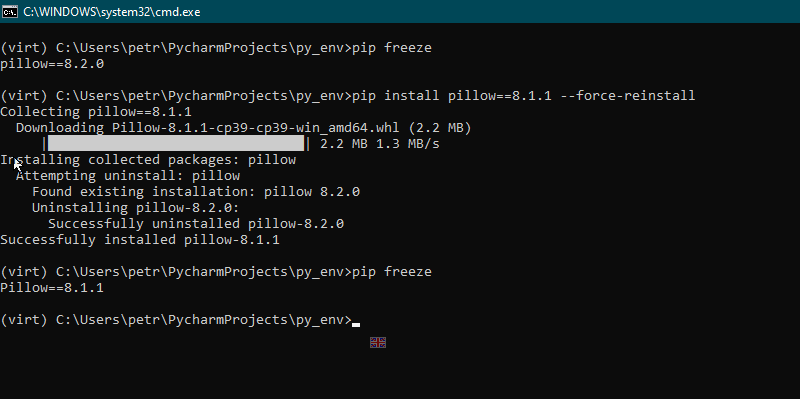 C:\WINDOWS\system32\cmd.exe
(virt) C:\Users\petr\PycharmProjects\py_env>pip freeze
pillow==8.2.0
(virt) C:\Users\petr\PycharmProjects\py_env>pip install pillow==8.1.1 --force-reinstall
Collecting pillow==8.1.1
  Downloading Pillow-8.1.1-cp39-cp39-win_amd64.whl (2.2 MB)
     |████████████████████████████████| 2.2 MB 1.3 MB/s
Installing collected packages: pillow
  Attempting uninstall: pillow
    Found existing installation: pillow 8.2.0
    Uninstalling pillow-8.2.0:
      Successfully uninstalled pillow-8.2.0
Successfully installed pillow-8.1.1
(virt) C:\Users\petr\PycharmProjects\py_env>pip freeze
Pillow==8.1.1
(virt) C:\Users\petr\PycharmProjects\py_env>